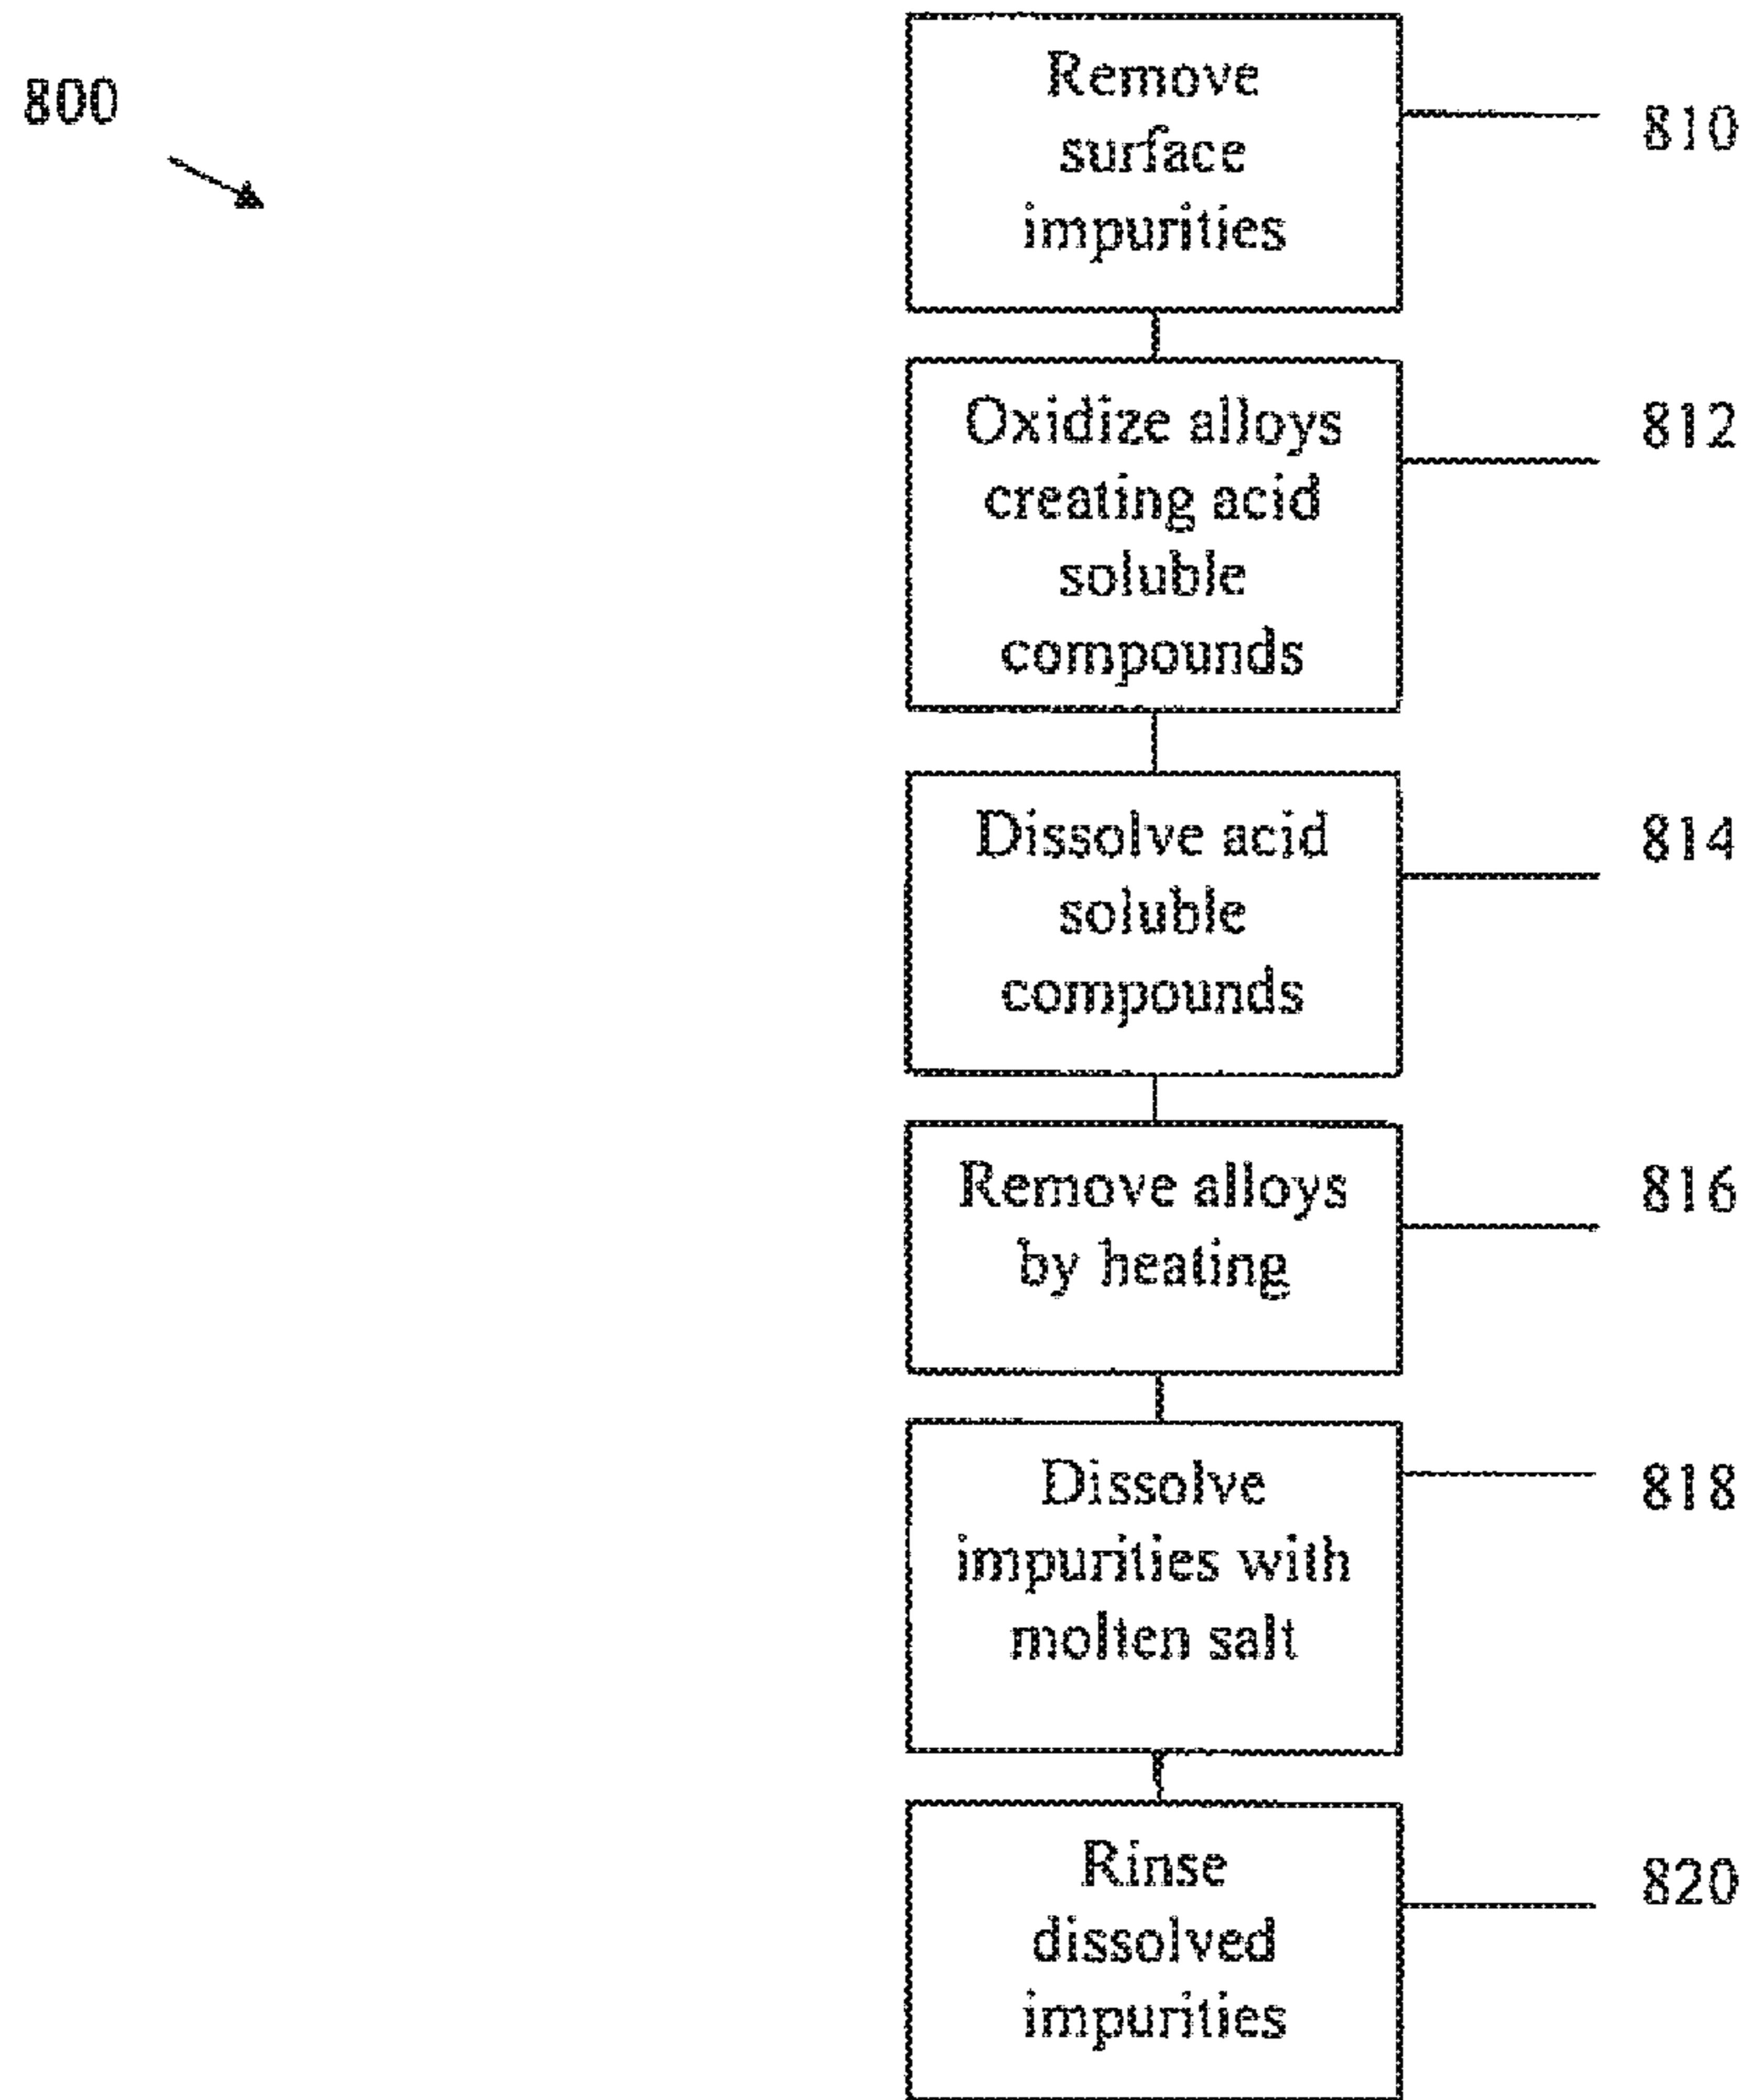 800
Remove
surface
impurities
810
Oxidize alloys
creating acid
soluble
compounds
812
Dissolve acid
soluble
compounds
814
Remove alloys
by heating
816
Dissolve
impurities with
molten salt
818
Rinse
dissolved
impurities
820